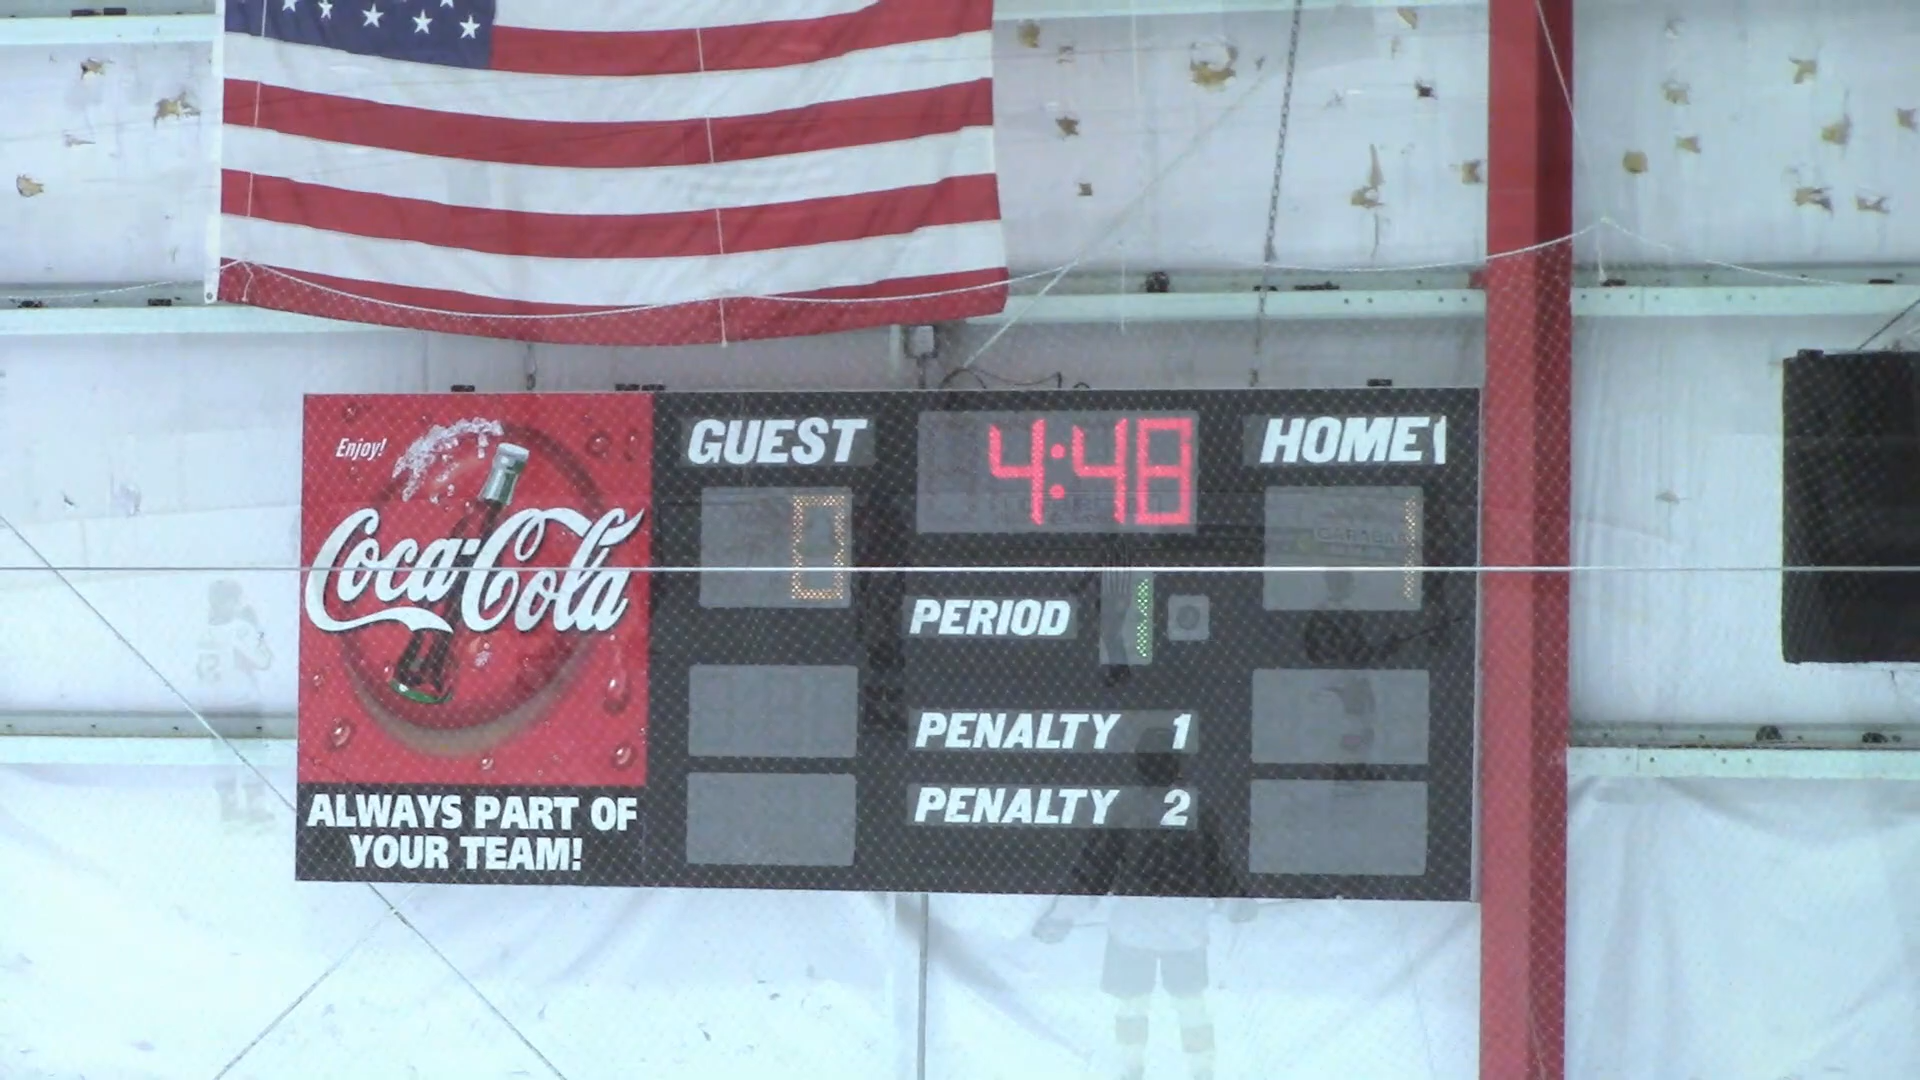 Enjoy!
Coca-Cola
ALWAYS PART OF
YOUR TEAM!
GUEST
4:48
HOME
0
1
PERIOD 1
PENALTY 1
PENALTY 2